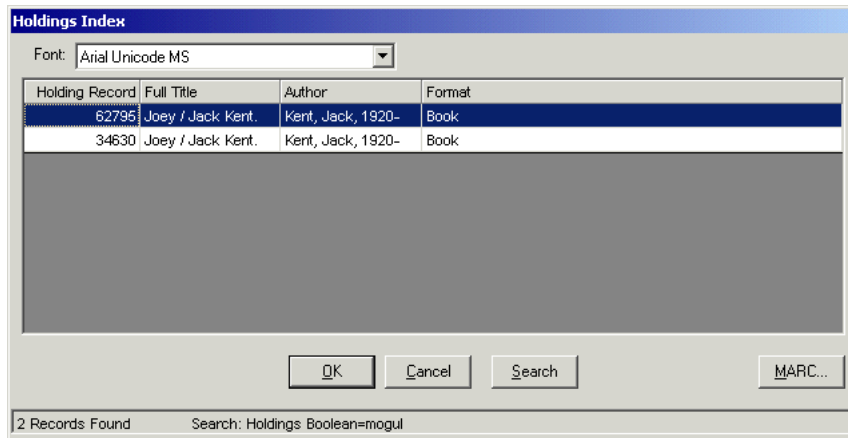 Holdings Index
Font: Arial Unicode MS
Holding Record Full Title Author Format
62795 Joey / Jack Kent. Kent, Jack, 1920- Book
34630 Joey / Jack Kent. Kent, Jack, 1920- Book
OK Cancel Search MARC...
2 Records Found Search: Holdings Boolean=mogul